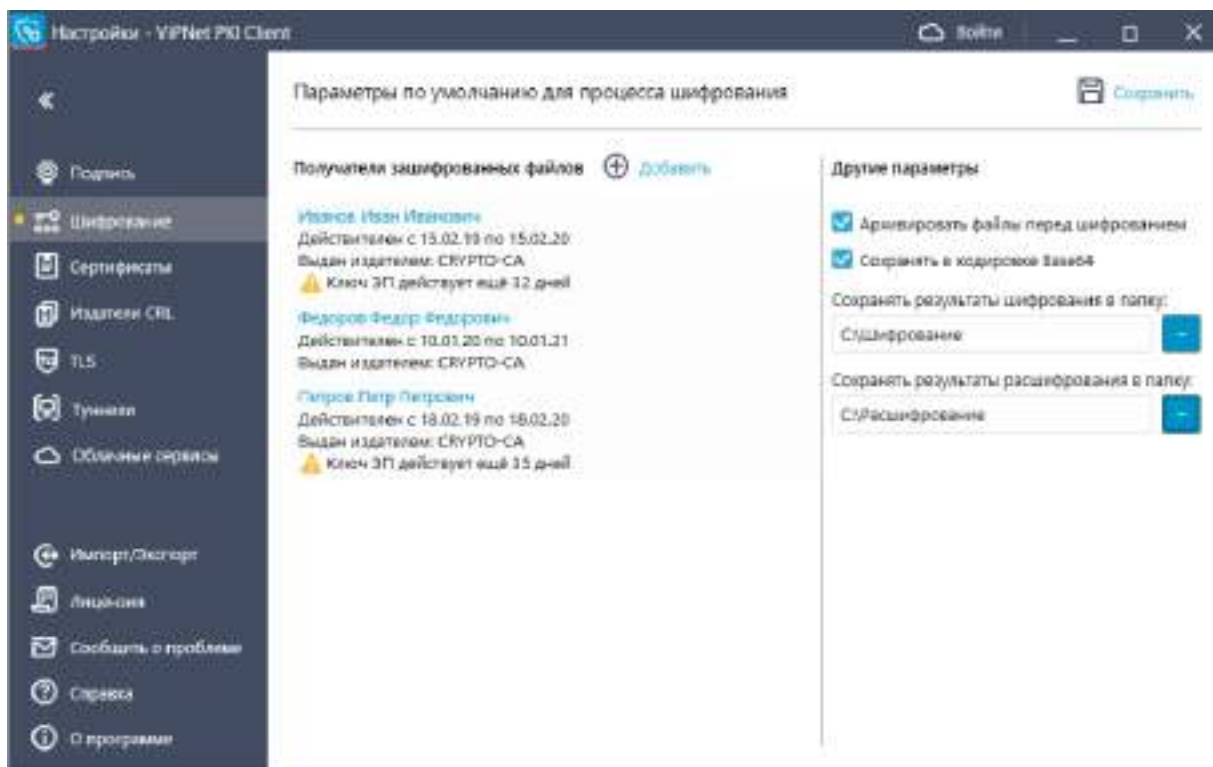 Настройки - ViPNet PKI Client
Войти
Подпись
Шифрование
Сертификаты
Издатели CRL
TLS
Туннели
Облачные сервисы
Импорт/Экспорт
Лицензия
Сообщить о проблеме
Справка
О программе
Параметры по умолчанию для процесса шифрования
Сохранить
Получатели зашифрованных файлов
Добавить
Иванов Иван Иванович
Действителен с 15.02.19 по 15.02.20
Выдан издателем: CRYPTO-CA
Ключ ЭП действует ещё 32 дней
Федоров Федор Федорович
Действителен с 10.01.20 по 10.01.21
Выдан издателем: CRYPTO-CA
Петров Петр Петрович
Действителен с 18.02.19 по 18.02.20
Выдан издателем: CRYPTO-CA
Ключ ЭП действует ещё 35 дней
Другие параметры
Архивировать файлы перед шифрованием
Сохранять в кодировке Base64
Сохранять результаты шифрования в папку:
C:\Шифрование
Сохранять результаты расшифрования в папку:
C:\Расшифрование